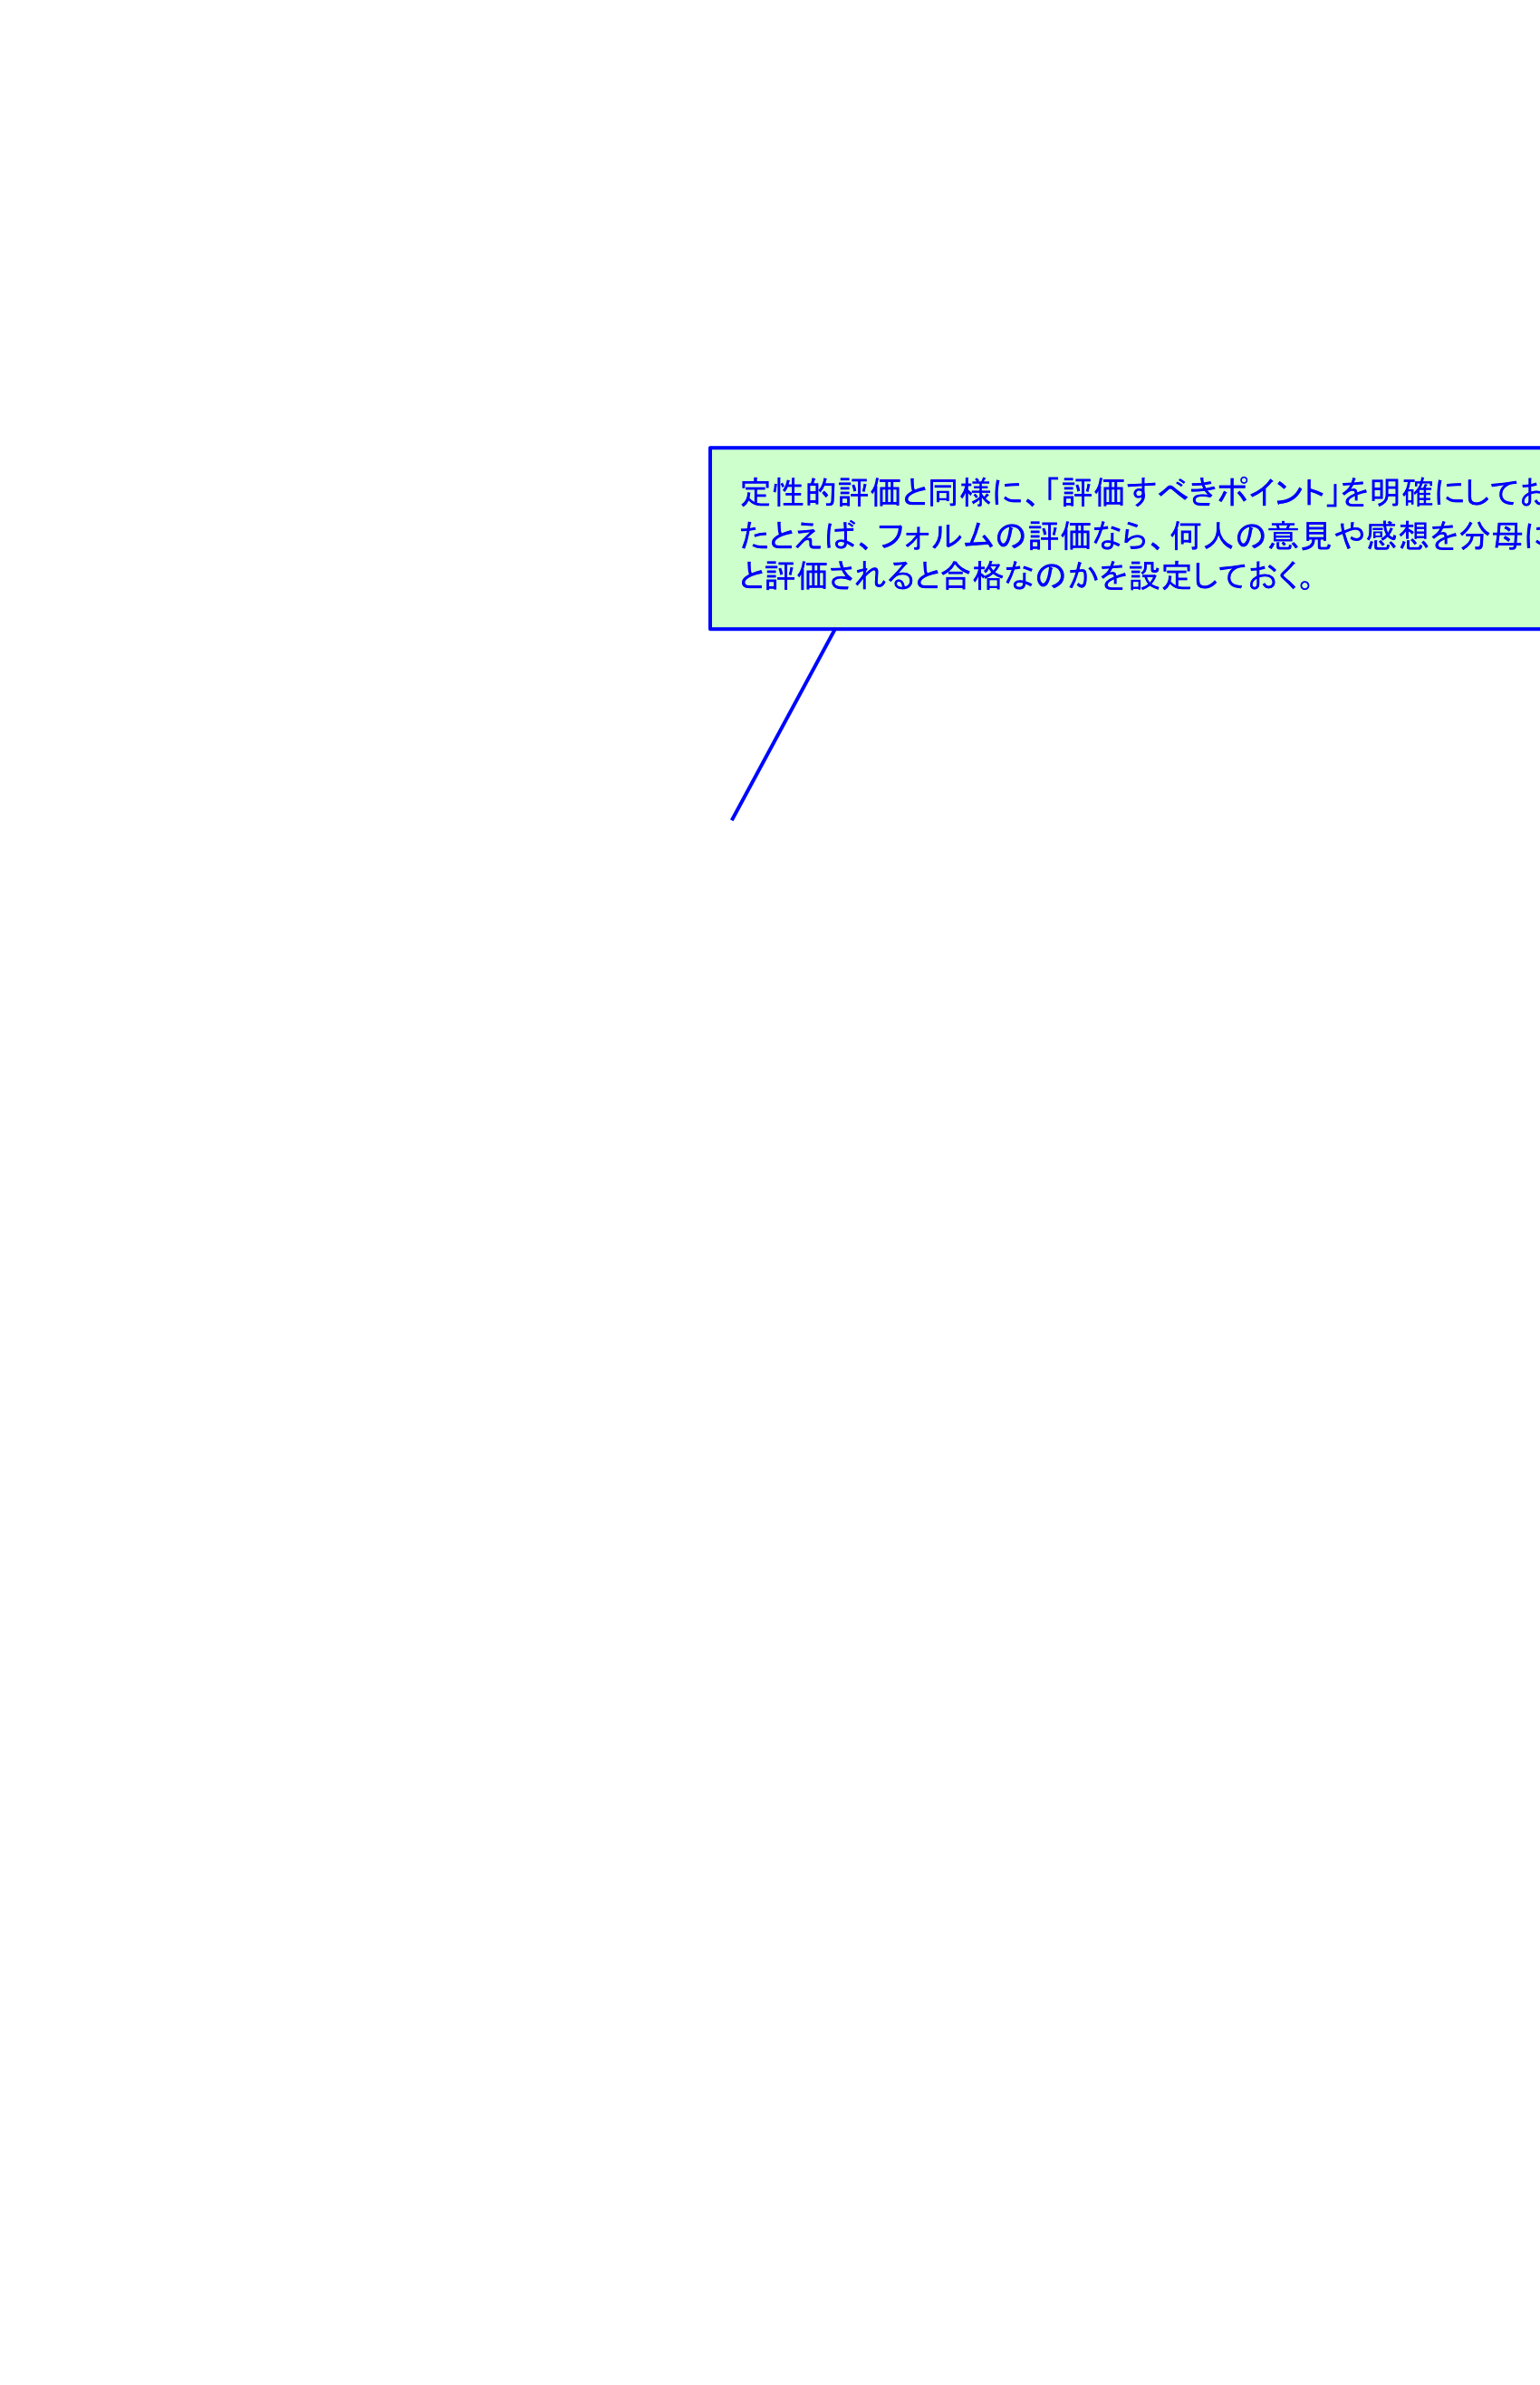 定性的評価と同様に、「評価すべきポイント」を明確にしてお
たとえば、フォルムの評価なら、何人の意見や感想を分母に
と評価されると合格なのかを設定しておく。